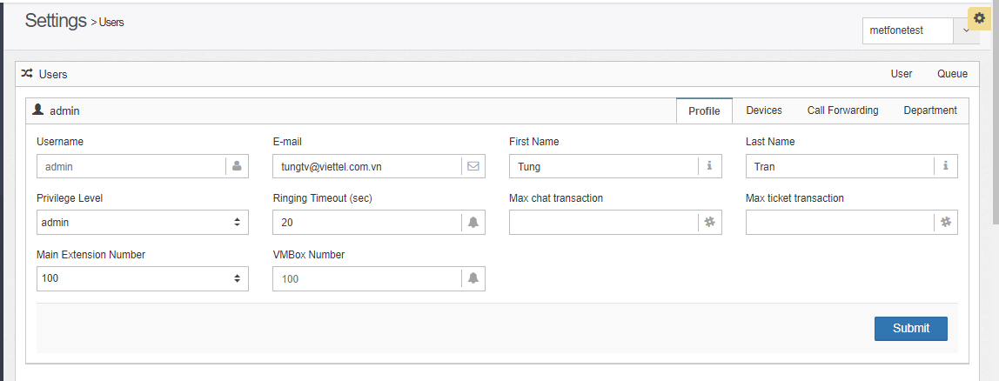 Settings > Users
metfonetest
Users User Queue
admin Profile Devices Call Forwarding Department
Username E-mail First Name Last Name
admin tungtv@viettel.com.vn Tung Tran
Privilege Level Ringing Timeout (sec) Max chat transaction Max ticket transaction
admin 20
Main Extension Number VMBox Number
100 100
Submit